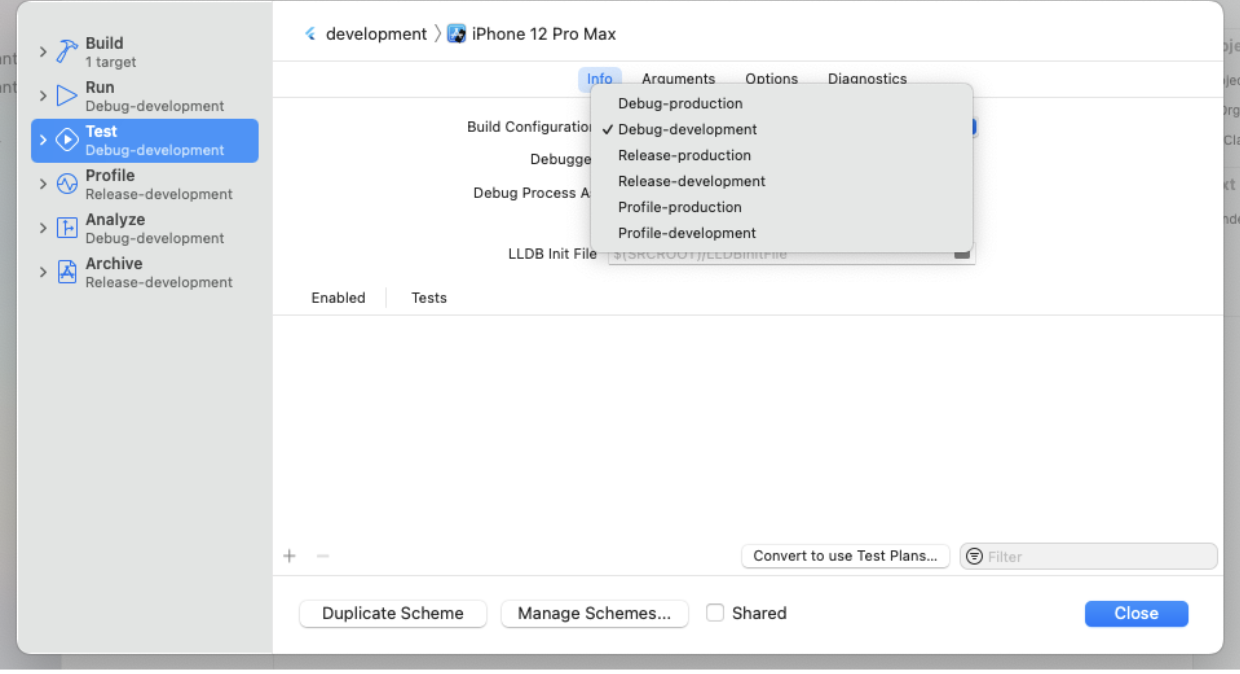 development 〉 iPhone 12 Pro Max
Build
1 target
Run
Debug-development
Test
Debug-development
Profile
Release-development
Analyze
Debug-development
Archive
Release-development
Info Arguments Options Diagnostics
Build Configuration
Debug-production
✓ Debug-development
Release-production
Release-development
Profile-production
Profile-development
Debugge
Debug Process A
LLDB Init File $(SRCROOT)/LLDBInitFile
Enabled Tests
+ −
Convert to use Test Plans... Filter
Duplicate Scheme Manage Schemes... Shared Close